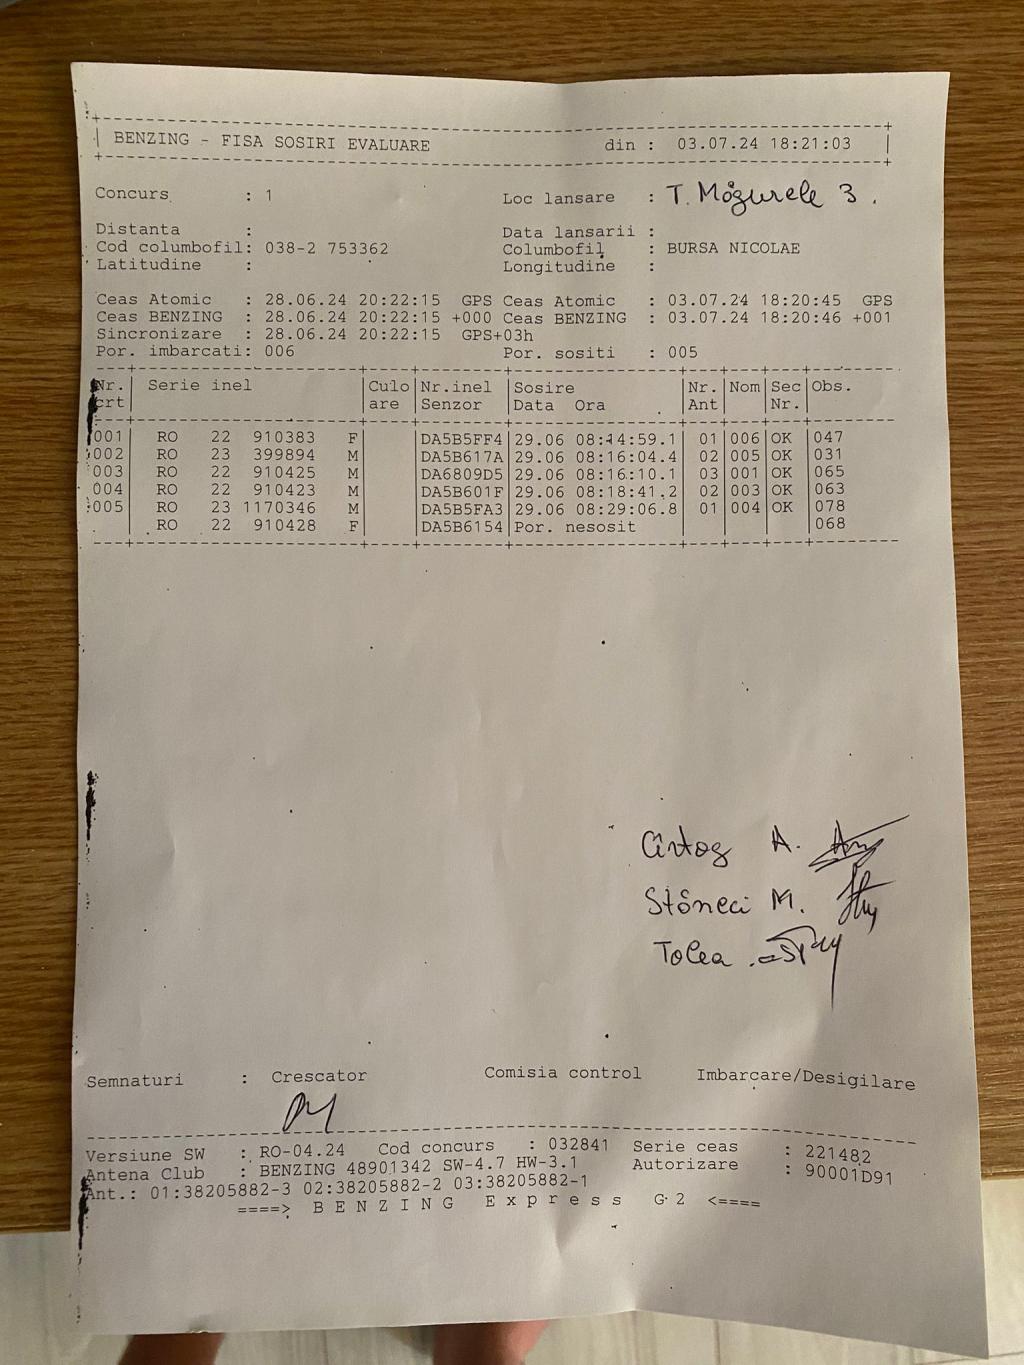 BENZING - FISA SOSIRI EVALUARE din : 03.07.24 18:21:03
Concurs : 1 Loc lansare : T. Măgurele 3.
Distanta : Data lansarii :
Cod columbofil: 038-2 753362 Columbofil : BURSA NICOLAE
Latitudine : Longitudine :
Ceas Atomic : 28.06.24 20:22:15 GPS Ceas Atomic : 03.07.24 18:20:45 GPS
Ceas BENZING : 28.06.24 20:22:15 +000 Ceas BENZING : 03.07.24 18:20:46 +001
Sincronizare : 28.06.24 20:22:15 GPS+03h
Por. imbarcati: 006 Por. sositi : 005
Nr. Serie inel Culo Nr.inel Sosire Nr. Nom Sec Obs.
crt are Senzor Data Ora Ant Nr.
001 RO 22 910383 F DA5B5FF4 29.06 08:14:59.1 01 006 OK 047
002 RO 23 399894 M DA5B617A 29.06 08:16:04.4 02 005 OK 031
003 RO 22 910425 M DA6809D5 29.06 08:16:10.1 03 001 OK 065
004 RO 22 910423 M DA5B601F 29.06 08:18:41.2 02 003 OK 063
005 RO 23 1170346 M DA5B5FA3 29.06 08:29:06.8 01 004 OK 078
RO 22 910428 F DA5B6154 Por. nesosit 068
Cîrtog A.
Stăneci M.
Tolea
Semnaturi : Crescator Comisia control Imbarcare/Desigilare
Versiune SW : RO-04.24 Cod concurs : 032841 Serie ceas : 221482
Antena Club : BENZING 48901342 SW-4.7 HW-3.1 Autorizare : 90001D91
Ant.: 01:38205882-3 02:38205882-2 03:38205882-1
====> B E N Z I N G E x p r e s s G 2 <====